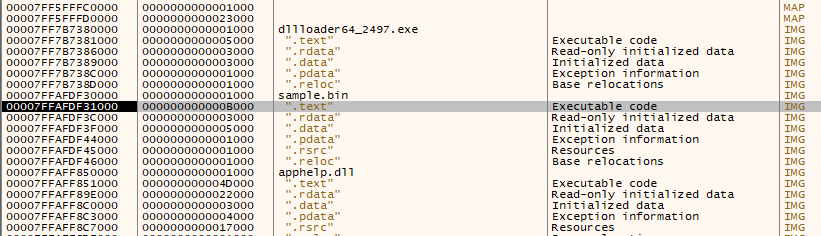 00007FF5FFFC0000 000000000001000 MAP
00007FF5FFFD0000 0000000000023000 MAP
00007FF7B7380000 0000000000001000 dllloader64_2497.exe IMG
00007FF7B7381000 0000000000005000 ".text" Executable code IMG
00007FF7B7386000 0000000000003000 ".rdata" Read-only initialized data IMG
00007FF7B7389000 0000000000003000 ".data" Initialized data IMG
00007FF7B738C000 0000000000001000 ".pdata" Exception information IMG
00007FF7B738D000 0000000000001000 ".reloc" Base relocations IMG
00007FFAFDF30000 0000000000001000 sample.bin IMG
00007FFAFDF31000 000000000000B000 ".text" Executable code IMG
00007FFAFDF3C000 0000000000003000 ".rdata" Read-only initialized data IMG
00007FFAFDF3F000 0000000000005000 ".data" Initialized data IMG
00007FFAFDF44000 0000000000001000 ".pdata" Exception information IMG
00007FFAFDF45000 0000000000001000 ".rsrc" Resources IMG
00007FFAFDF46000 0000000000001000 ".reloc" Base relocations IMG
00007FFAFF850000 0000000000001000 apphelp.dll IMG
00007FFAFF851000 000000000004D000 ".text" Executable code IMG
00007FFAFF89E000 0000000000022000 ".rdata" Read-only initialized data IMG
00007FFAFF8C0000 0000000000003000 ".data" Initialized data IMG
00007FFAFF8C3000 0000000000004000 ".pdata" Exception information IMG
00007FFAFF8C7000 0000000000017000 ".rsrc" Resources IMG